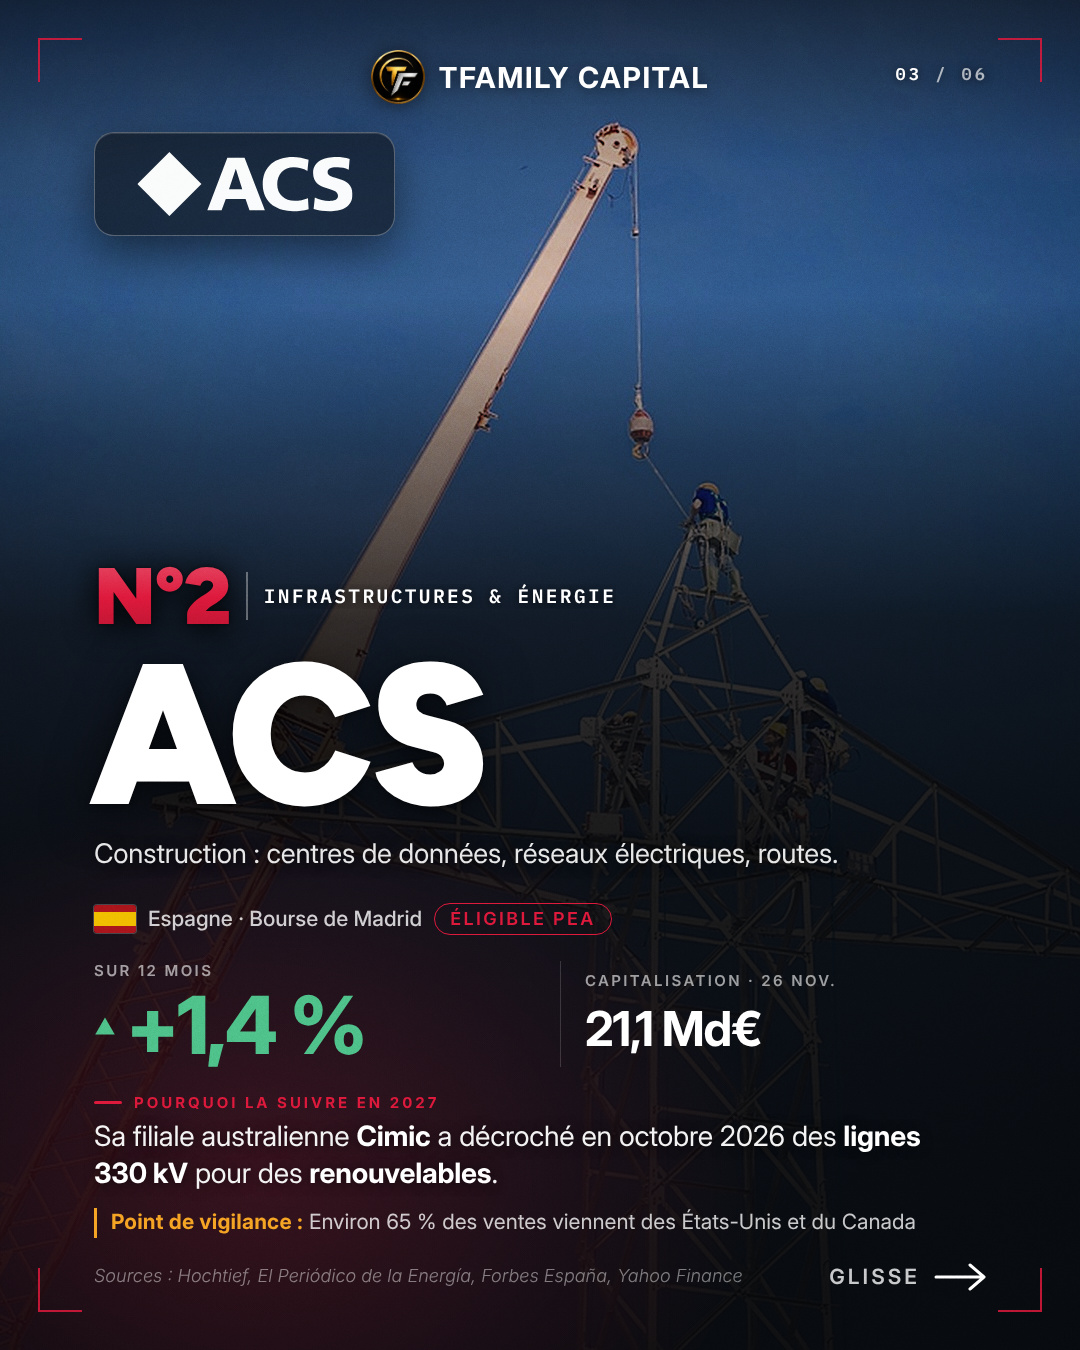 TFAMILY CAPITAL
03 / 06
ACS
N°2
INFRASTRUCTURES & ÉNERGIE
ACS
Construction : centres de données, réseaux électriques, routes.
Espagne · Bourse de Madrid
ÉLIGIBLE PEA
SUR 12 MOIS
+1,4 %
CAPITALISATION · 26 NOV.
21,1 Md€
POURQUOI LA SUIVRE EN 2027
Sa filiale australienne Cimic a décroché en octobre 2026 des lignes
330 kV pour des renouvelables.
Point de vigilance : Environ 65 % des ventes viennent des États-Unis et du Canada
Sources : Hochtief, El Periódico de la Energía, Forbes España, Yahoo Finance
GLISSE